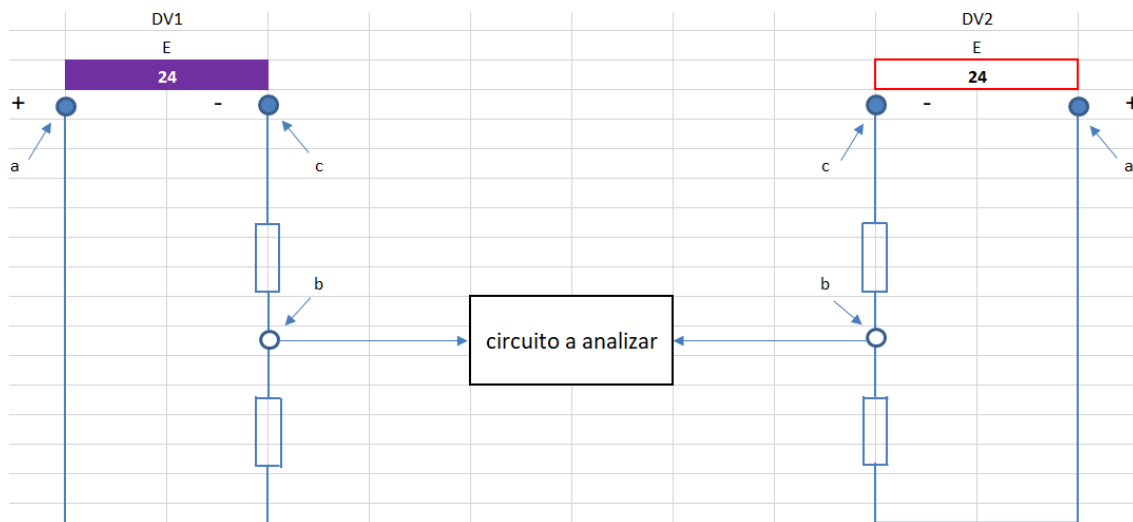 DV1 DV2
E E
24 24
+ - - +
a c c a
b b
circuito a analizar